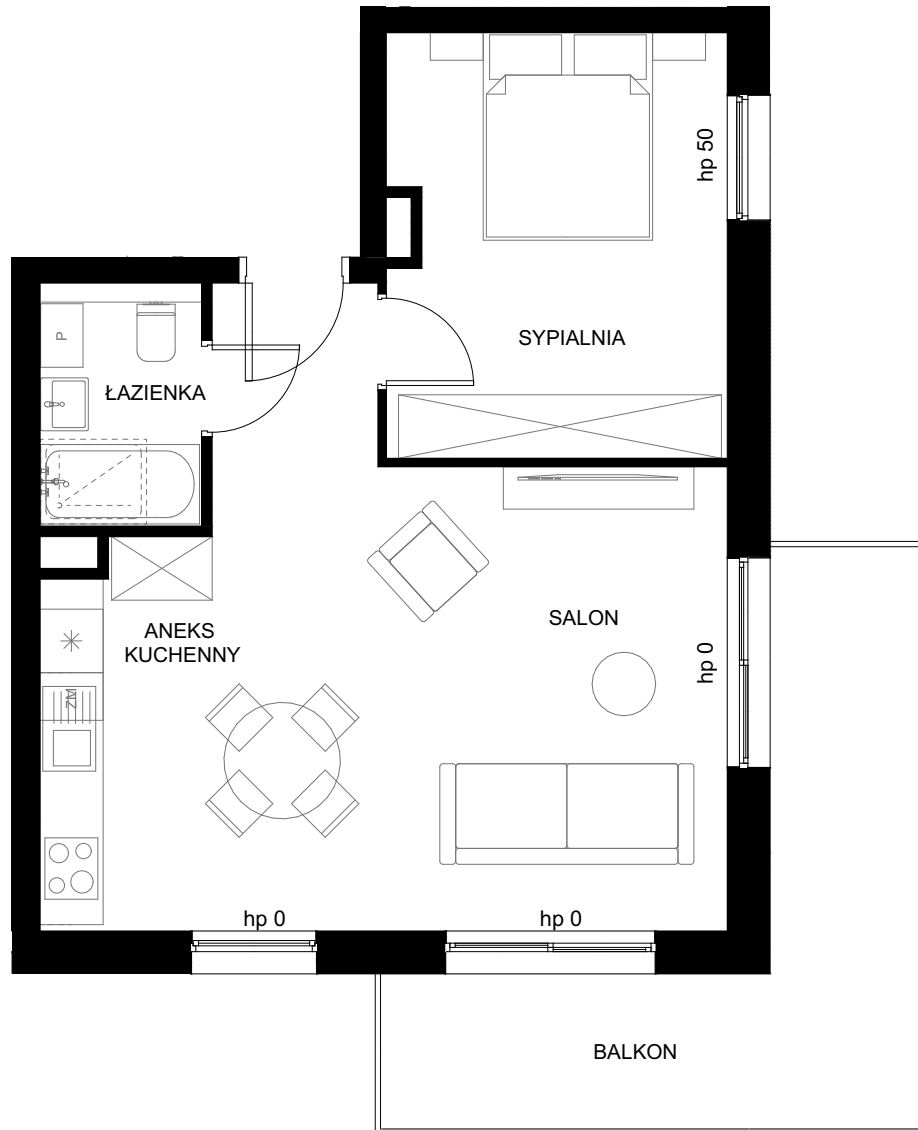 hp 50
SYPIALNIA
P
ŁAZIENKA
SALON
ANEKS
KUCHENNY
hp 0
ZM
hp 0
hp 0
BALKON